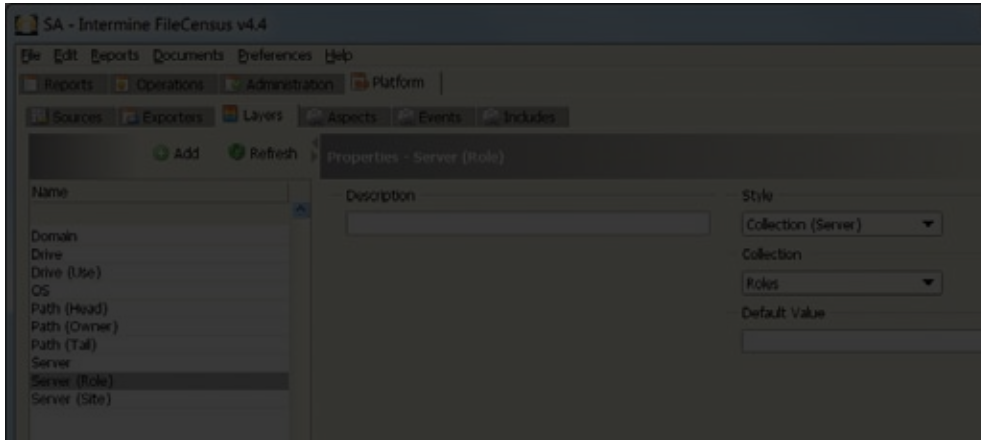 SA - Intermine FileCensus v4.4
File Edit Reports Documents Preferences Help
Reports Operations Administration Platform
Sources Exporters Layers Aspects Events Includes
Add Refresh Properties - Server (Role)
Name
Description
Style
Collection (Server)
Domain
Drive
Collection
Drive (Use)
OS
Roles
Path (Head)
Default Value
Path (Owner)
Path (Tail)
Server
Server (Role)
Server (Site)